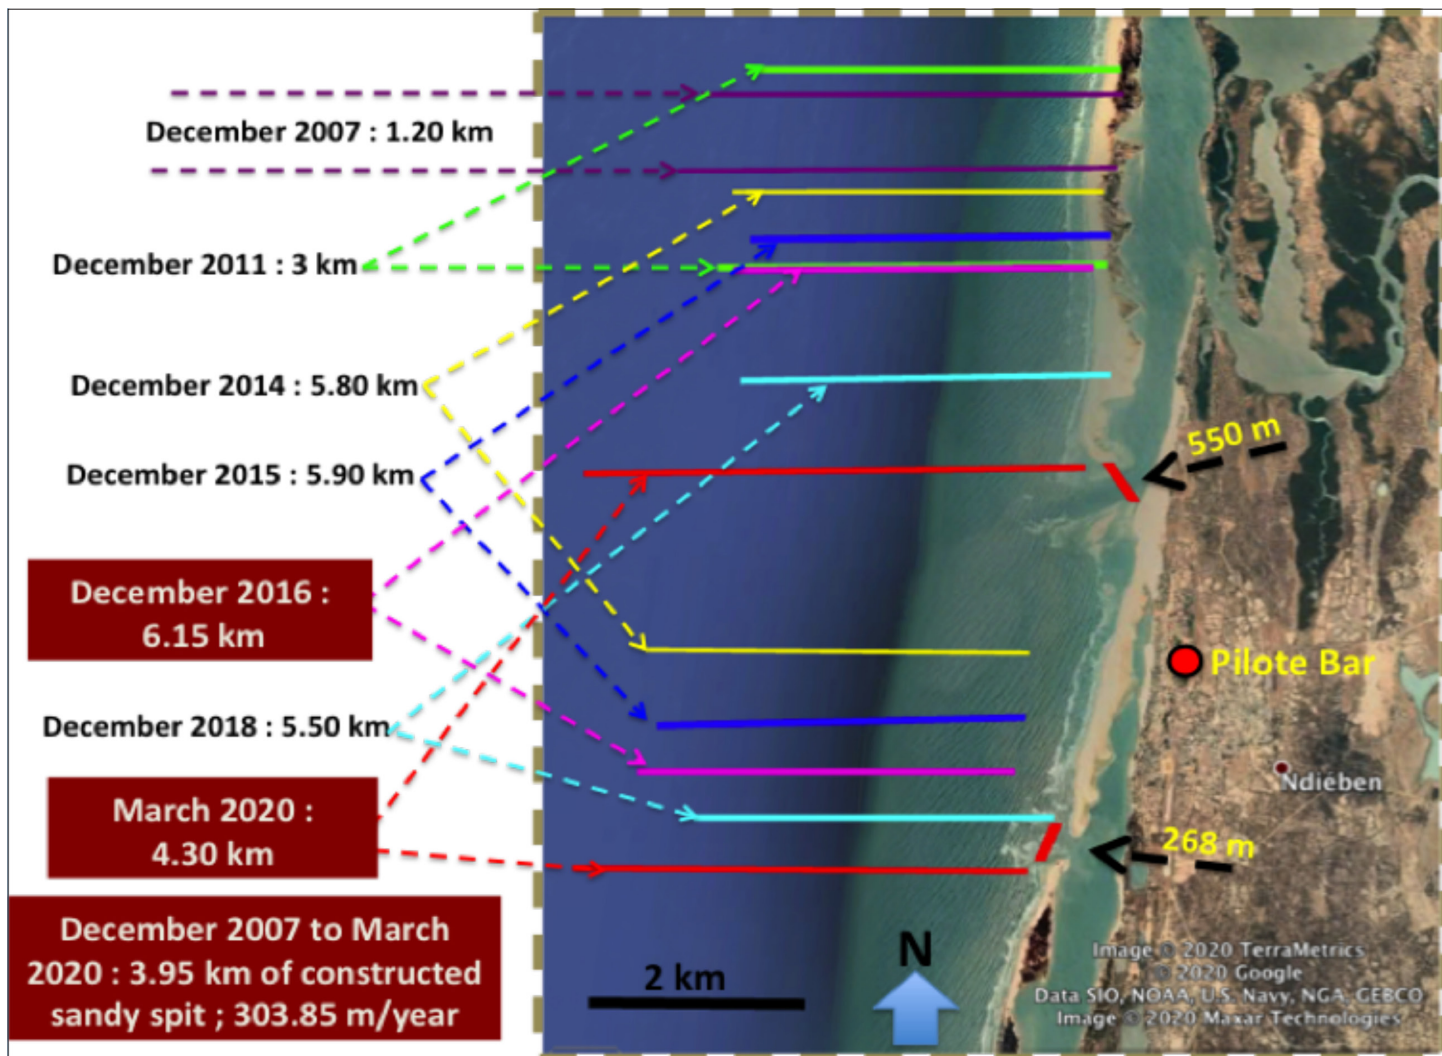 December 2007 : 1.20 km
December 2011 : 3 km
December 2014 : 5.80 km
550 m
December 2015 : 5.90 km
December 2016 :
6.15 km
Pilote Bar
December 2018 : 5.50 km
Ndiében
March 2020 :
4.30 km
268 m
December 2007 to March
2020 : 3.95 km of constructed
sandy spit ; 303.85 m/year
2 km
N
Image © 2020 TerraMetrics
© 2020 Google
Data SIO, NOAA, U.S. Navy, NGA, GEBCO
Image © 2020 Maxar Technologies